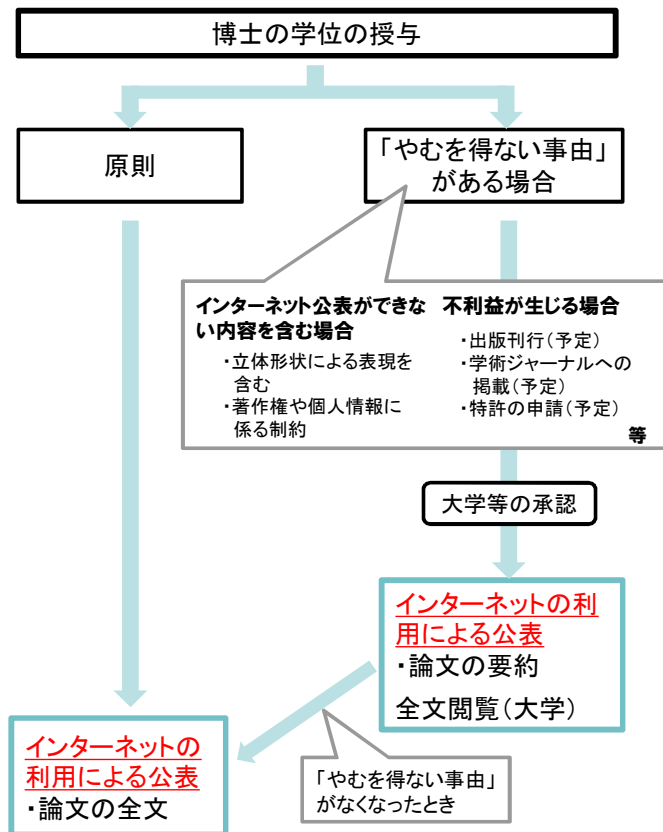 博士の学位の授与
原則
「やむを得ない事由」
がある場合
インターネット公表ができな
い内容を含む場合
・立体形状による表現を
含む
・著作権や個人情報に
係る制約
不利益が生じる場合
・出版刊行(予定)
・学術ジャーナルへの
掲載(予定)
・特許の申請(予定)
等
大学等の承認
インターネットの利
用による公表
・論文の要約
全文閲覧(大学)
インターネットの
利用による公表
・論文の全文
「やむを得ない事由」
がなくなったとき